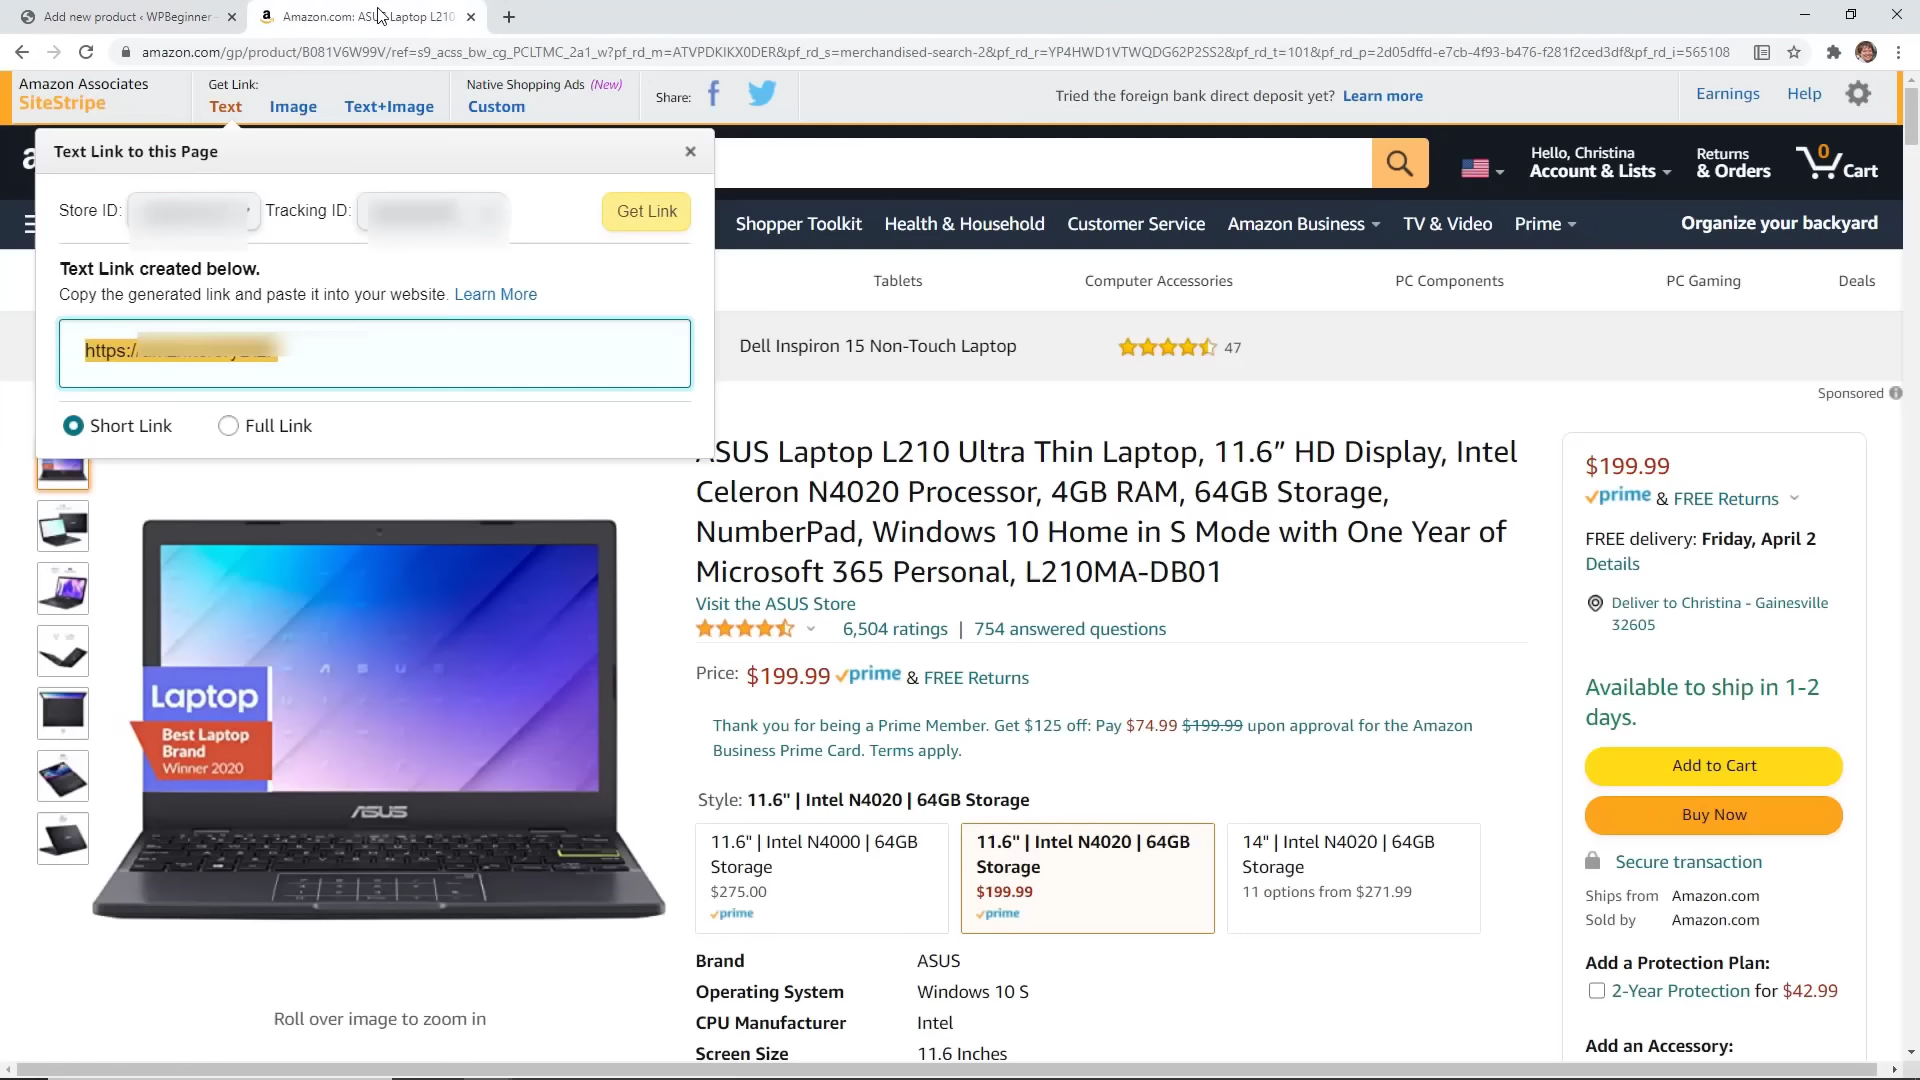 Add new product ‹ WPBeginner
Amazon.com: ASUS Laptop L210
amazon.com/gp/product/B081V6W99V/ref=s9_acss_bw_cg_PCLTMC_2a1_w?pf_rd_m=ATVPDKIKX0DER&pf_rd_s=merchandised-search-2&pf_rd_r=YP4HWD1VTWQDG62P2SS2&pf_rd_t=101&pf_rd_p=2d05dffd-e7cb-4f93-b476-f281f2ced3df&pf_rd_i=565108
Amazon Associates
SiteStripe
Get Link:
Text Image Text+Image
Native Shopping Ads (New)
Custom
Share:
Tried the foreign bank direct deposit yet? Learn more
Earnings Help
Text Link to this Page
Store ID: Tracking ID: Get Link
Text Link created below.
Copy the generated link and paste it into your website. Learn More
https:/
Short Link Full Link
Hello, Christina
Account & Lists
Returns
& Orders
0
Cart
Shopper Toolkit Health & Household Customer Service Amazon Business TV & Video Prime Organize your backyard
Tablets Computer Accessories PC Components PC Gaming Deals
Dell Inspiron 15 Non-Touch Laptop 47
Sponsored
ASUS Laptop L210 Ultra Thin Laptop, 11.6” HD Display, Intel
Celeron N4020 Processor, 4GB RAM, 64GB Storage,
NumberPad, Windows 10 Home in S Mode with One Year of
Microsoft 365 Personal, L210MA-DB01
Visit the ASUS Store
6,504 ratings | 754 answered questions
Price: $199.99 prime & FREE Returns
Thank you for being a Prime Member. Get $125 off: Pay $74.99 $199.99 upon approval for the Amazon
Business Prime Card. Terms apply.
Style: 11.6" | Intel N4020 | 64GB Storage
11.6" | Intel N4000 | 64GB
Storage
$275.00
prime
11.6" | Intel N4020 | 64GB
Storage
$199.99
prime
14" | Intel N4020 | 64GB
Storage
11 options from $271.99
Brand ASUS
Operating System Windows 10 S
CPU Manufacturer Intel
Screen Size 11.6 Inches
ASUS
Laptop
Best Laptop
Brand
Winner 2020
ASUS
Roll over image to zoom in
$199.99
prime & FREE Returns
FREE delivery: Friday, April 2
Details
Deliver to Christina - Gainesville
32605
Available to ship in 1-2
days.
Add to Cart
Buy Now
Secure transaction
Ships from Amazon.com
Sold by Amazon.com
Add a Protection Plan:
2-Year Protection for $42.99
Add an Accessory: